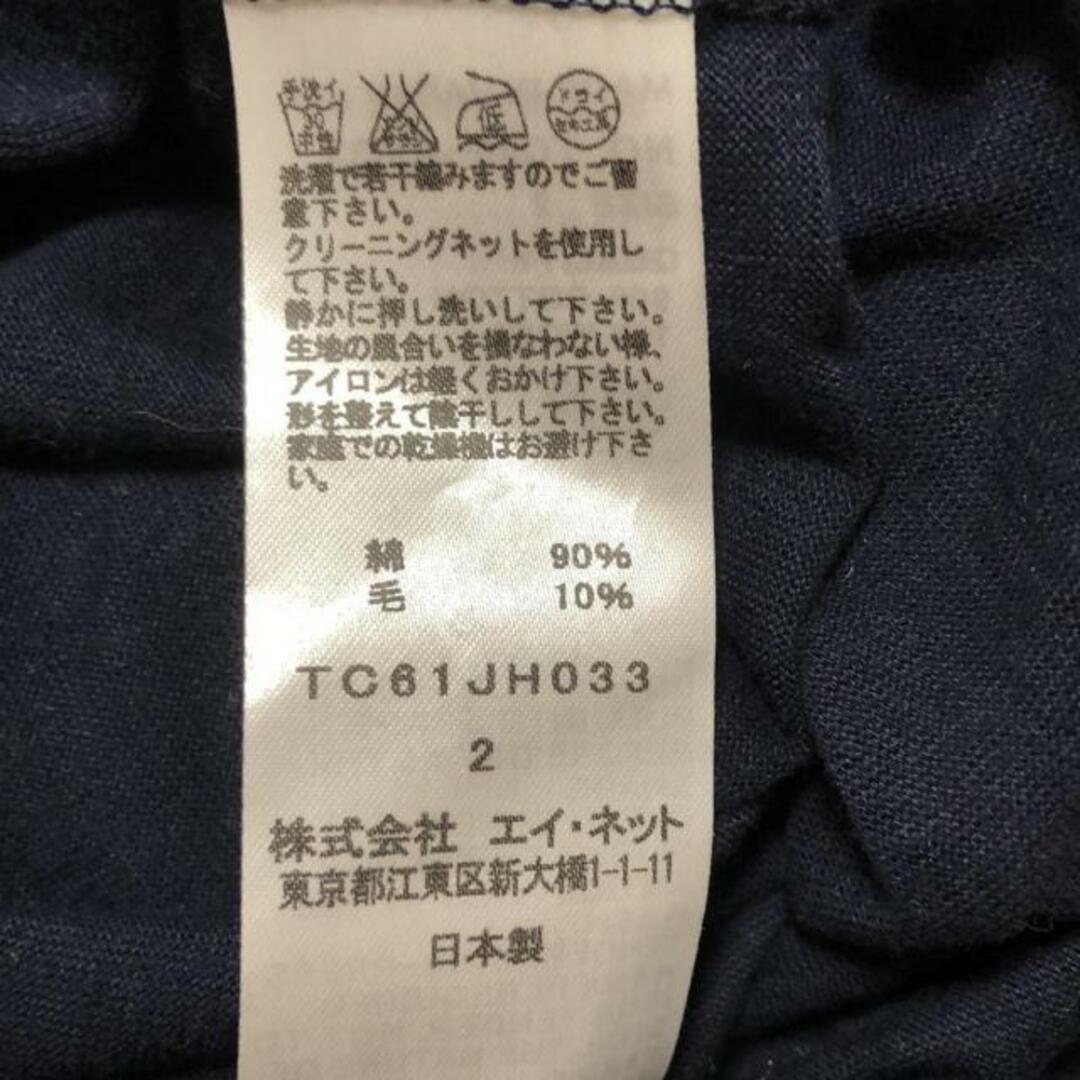 手洗イ
30
中性
低
ドライ
セキユ系
洗濯で若干縮みますのでご留
意下さい。
クリーニングネットを使用し
て下さい。
静かに押し洗いして下さい。
生地の風合いを損なわない様、
アイロンは軽くおかけ下さい。
形を整えて陰干しして下さい。
家庭での乾燥機はお避け下さ
い。
綿 90%
毛 10%
TC61JH033
2
株式会社 エイ・ネット
東京都江東区新大橋1-1-11
日本製